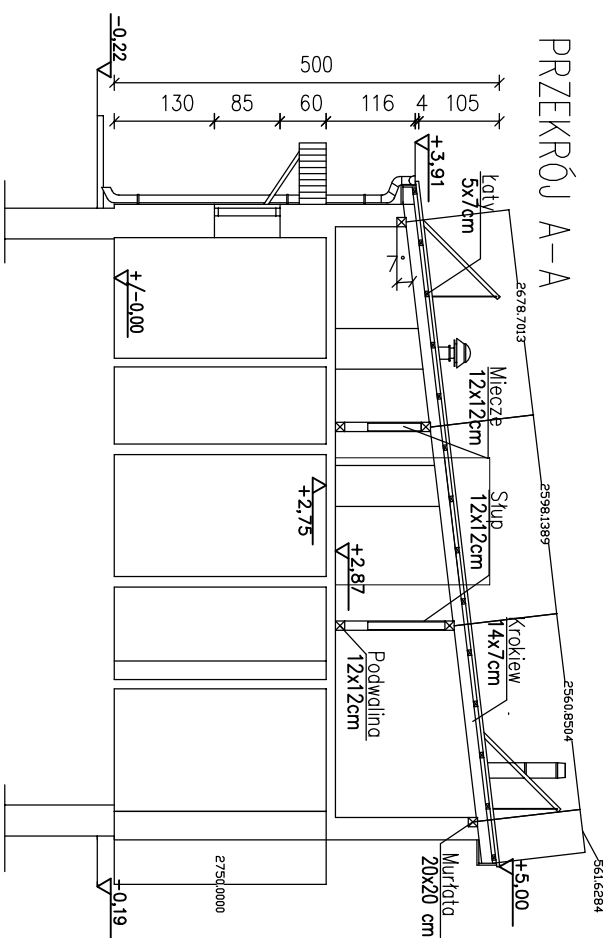 PRZEKRÓJ A-A
500
130
85
60
116
4
105
-0,22
+3,91
Łaty
5x7cm
7
+/-0,00
2678.7013
Miecze
12x12cm
2598.1389
Słup
12x12cm
+2,75
+2,87
Krokiew
14x7cm
2560.8504
Podwalina
12x12cm
561.6284
+5,00
Murłata
20x20 cm
2750.0000
-0,19